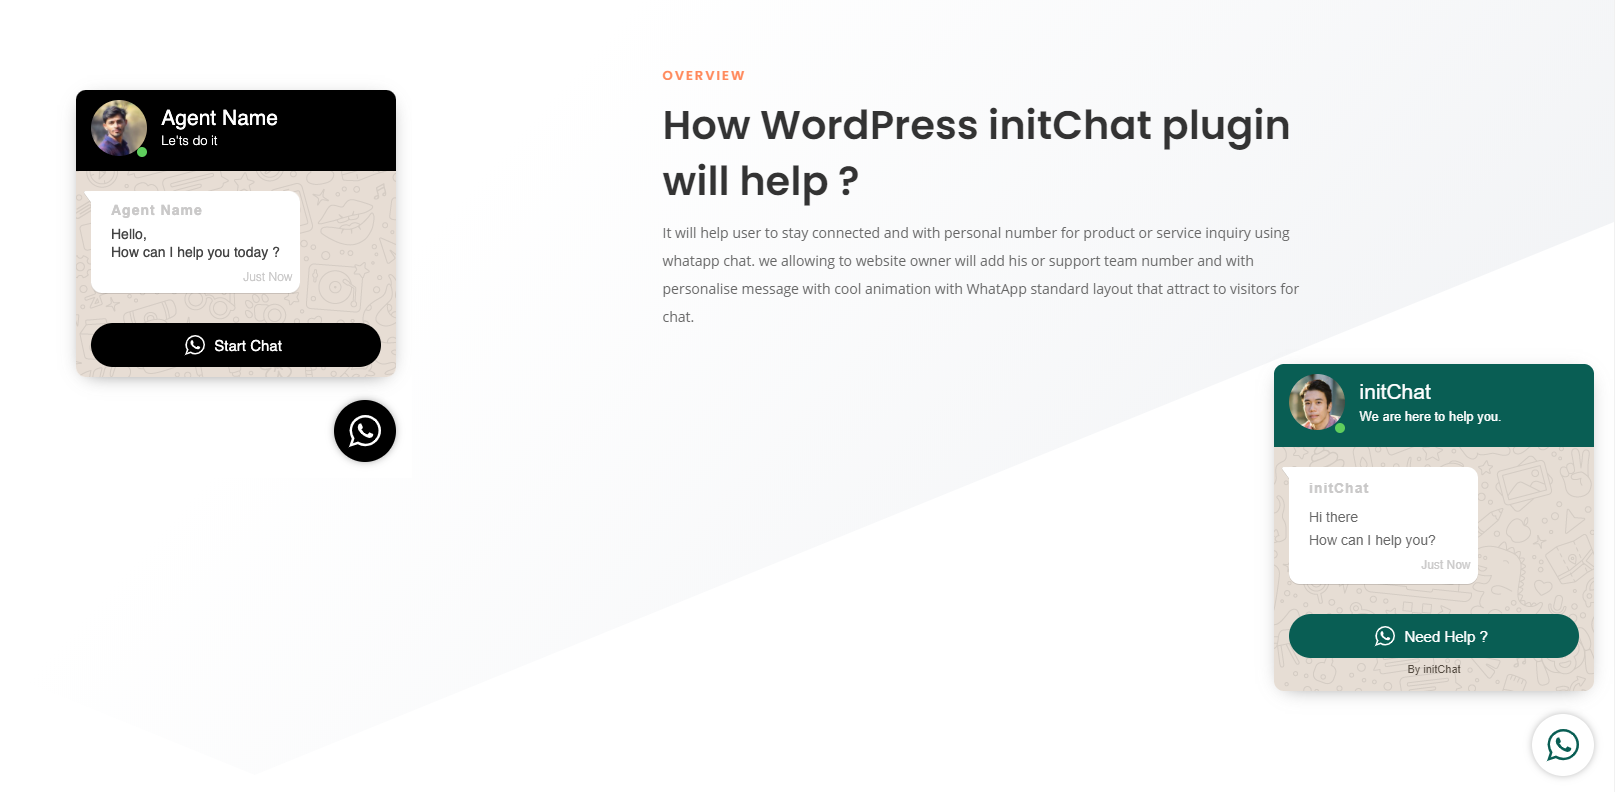 OVERVIEW
How WordPress initChat plugin
will help ?
It will help user to stay connected and with personal number for product or service inquiry using
whatapp chat. we allowing to website owner will add his or support team number and with
personalise message with cool animation with WhatApp standard layout that attract to visitors for
chat.
Agent Name
Le'ts do it
Agent Name
Hello,
How can I help you today ?
Just Now
Start Chat
initChat
We are here to help you.
initChat
Hi there
How can I help you?
Just Now
Need Help ?
By initChat